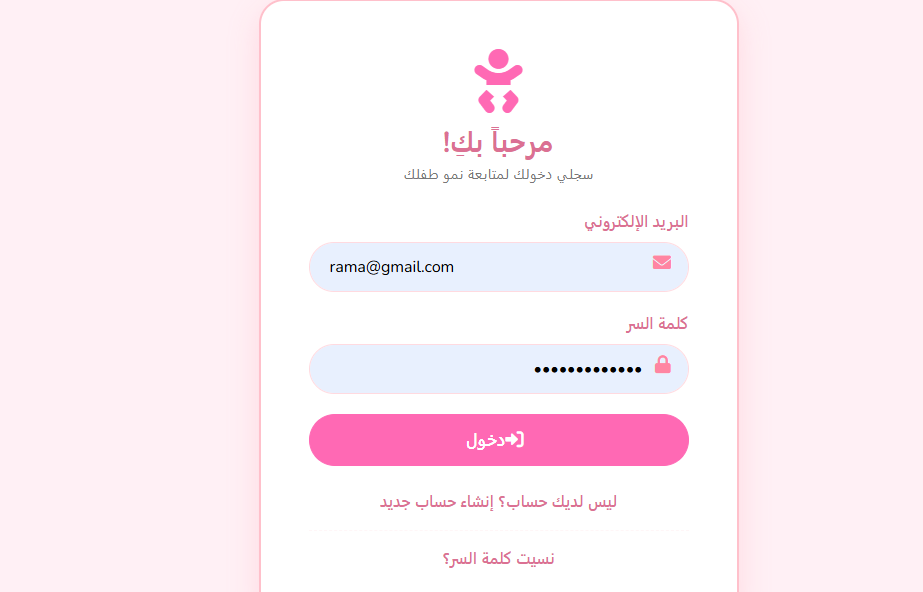 مرحباً بكِ!
سجلي دخولك لمتابعة نمو طفلك
البريد الإلكتروني
rama@gmail.com
كلمة السر
•••••••••••••
دخول
ليس لديك حساب؟ إنشاء حساب جديد
نسيت كلمة السر؟